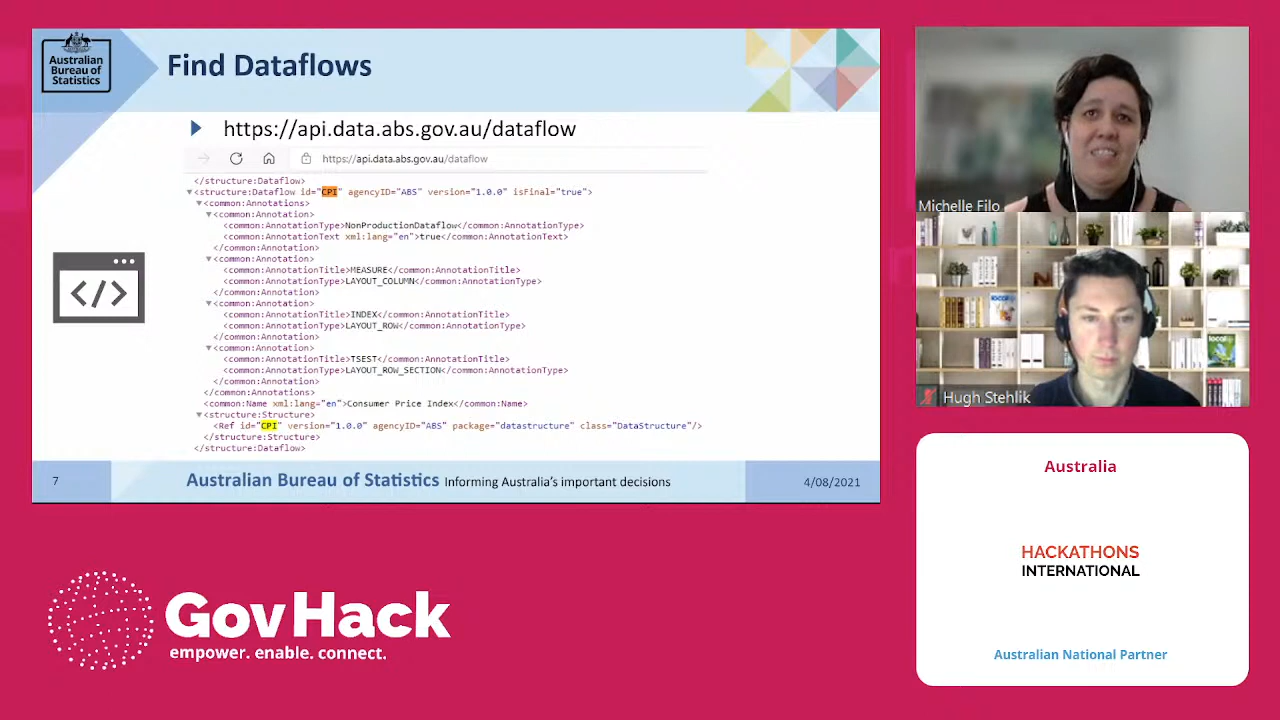 Australian
Bureau of
Statistics
Find Dataflows
https://api.data.abs.gov.au/dataflow
https://api.data.abs.gov.au/dataflow
</structure:Dataflow>
<structure:Dataflow id="CPI" agencyID="ABS" version="1.0.0" isFinal="true">
<common:Annotations>
<common:Annotation>
<common:AnnotationType>NonProductionDataflow</common:AnnotationType>
<common:AnnotationText xml:lang="en">true</common:AnnotationText>
</common:Annotation>
<common:Annotation>
<common:AnnotationTitle>MEASURE</common:AnnotationTitle>
<common:AnnotationType>LAYOUT_COLUMN</common:AnnotationType>
</common:Annotation>
<common:Annotation>
<common:AnnotationTitle>INDEX</common:AnnotationTitle>
<common:AnnotationType>LAYOUT_ROW</common:AnnotationType>
</common:Annotation>
<common:Annotation>
<common:AnnotationTitle>TSEST</common:AnnotationTitle>
<common:AnnotationType>LAYOUT_ROW_SECTION</common:AnnotationType>
</common:Annotation>
</common:Annotations>
<common:Name xml:lang="en">Consumer Price Index</common:Name>
<structure:Structure>
<Ref id="CPI" version="1.0.0" agencyID="ABS" package="datastructure" class="DataStructure"/>
</structure:Structure>
</structure:Dataflow>
</>
7
Australian Bureau of Statistics Informing Australia's important decisions
4/08/2021
Michelle Filo
Hugh Stehlik
local
Australia
HACKATHONS
INTERNATIONAL
Australian National Partner
GovHack
empower. enable. connect.